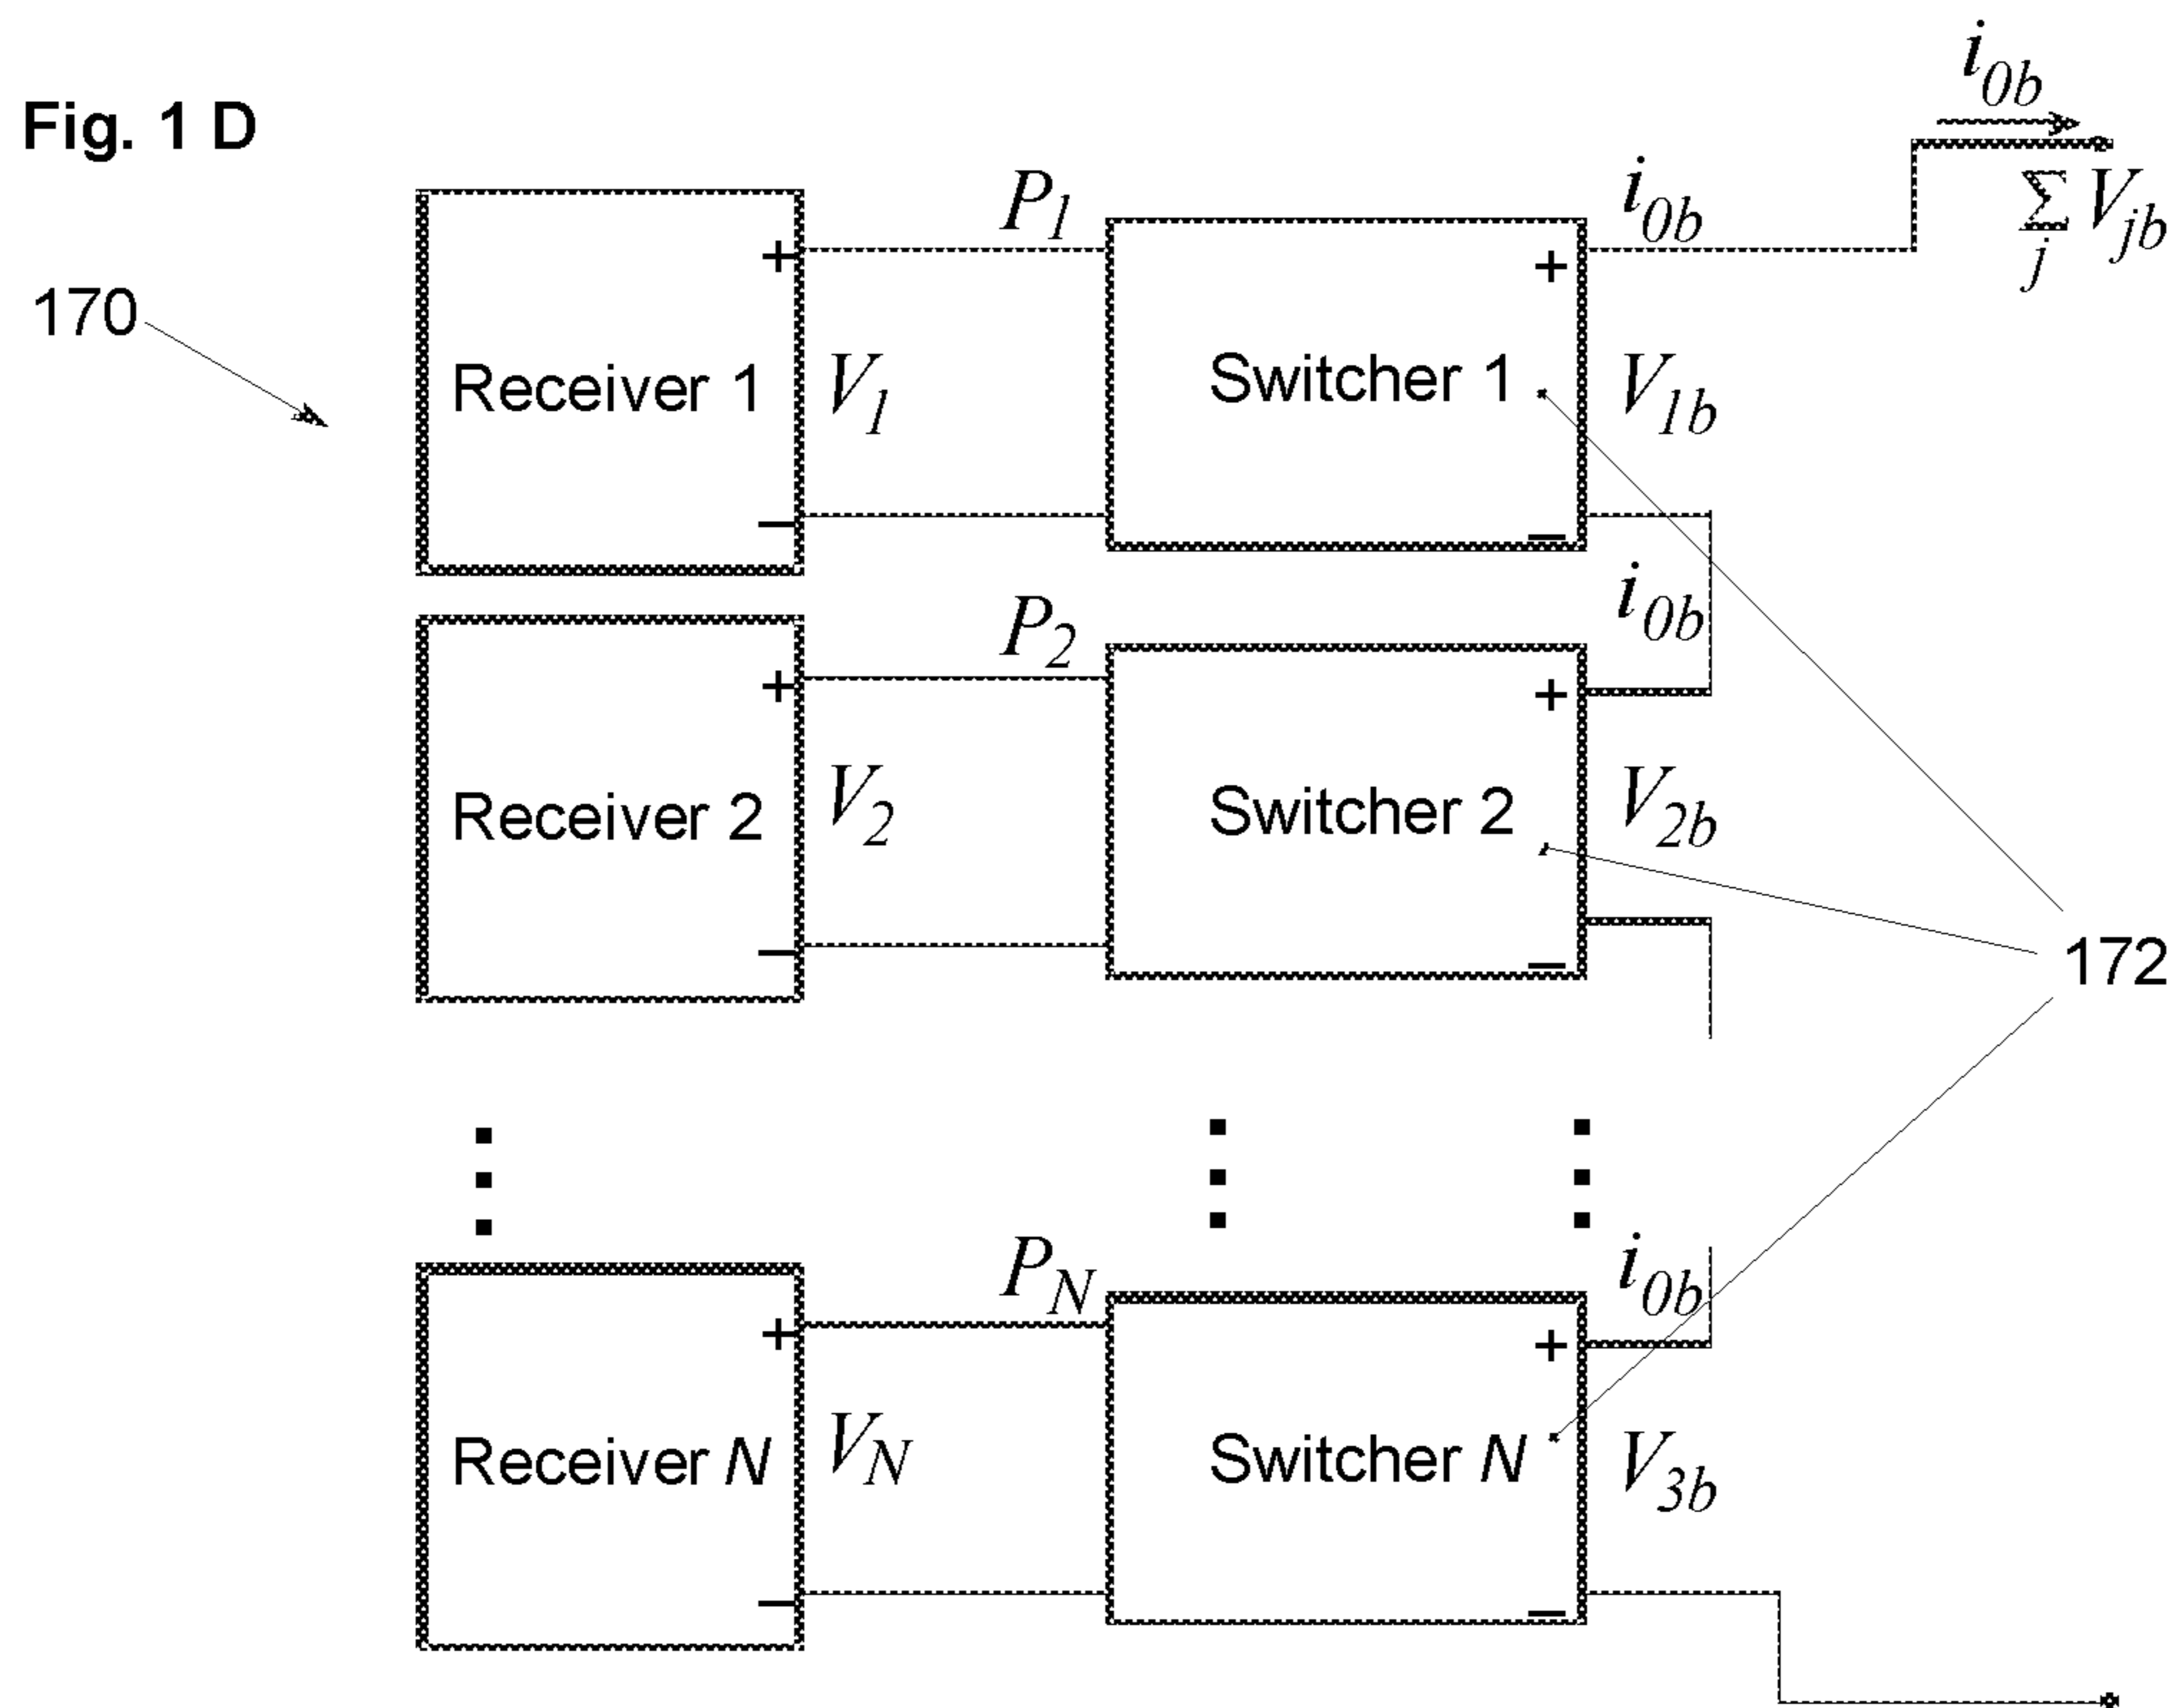 i0b
Fig. 1 D
P1 i0b ∑j Vjb
+ +
170
Receiver 1 V1 Switcher 1 V1b
− −
P2 i0b
+ +
Receiver 2 V2 Switcher 2 V2b
− −
172
PN i0b
+ +
Receiver N VN Switcher N V3b
− −